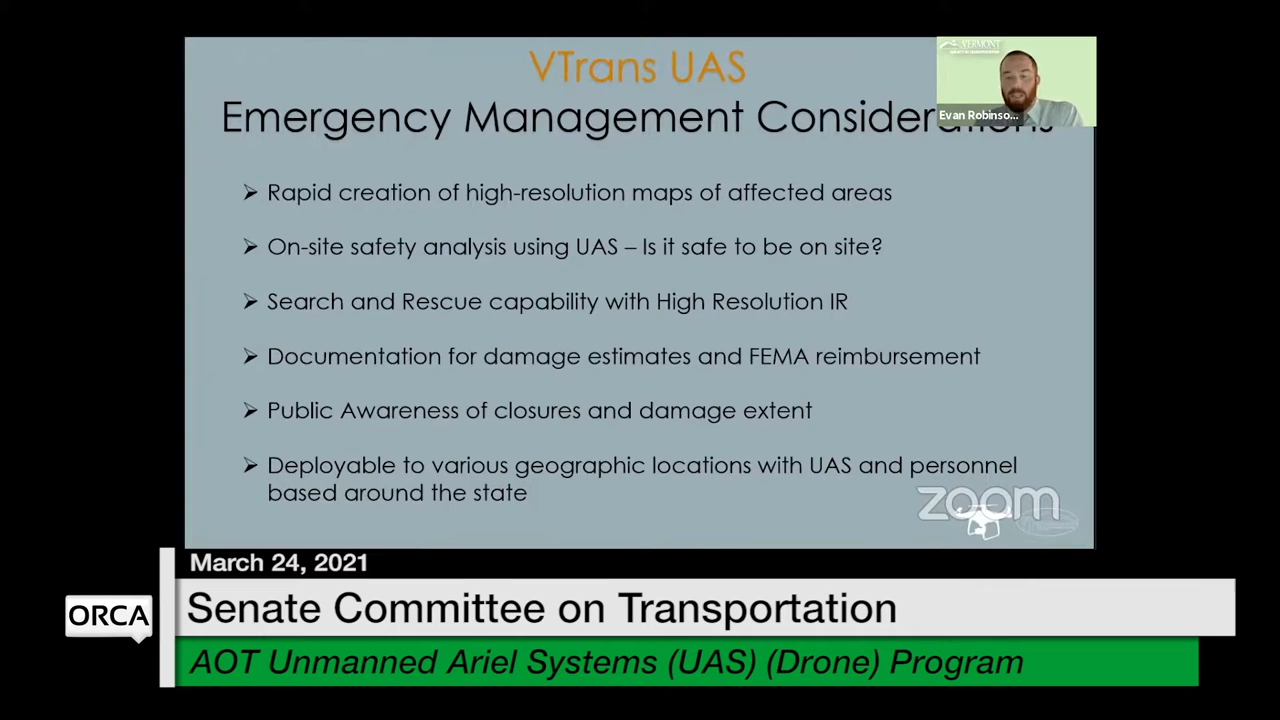 VTrans UAS
VERMONT
Emergency Management Considerations
Evan Robinso...
➢ Rapid creation of high-resolution maps of affected areas
➢ On-site safety analysis using UAS – Is it safe to be on site?
➢ Search and Rescue capability with High Resolution IR
➢ Documentation for damage estimates and FEMA reimbursement
➢ Public Awareness of closures and damage extent
➢ Deployable to various geographic locations with UAS and personnel
based around the state
zoom
March 24, 2021
ORCA
Senate Committee on Transportation
AOT Unmanned Ariel Systems (UAS) (Drone) Program